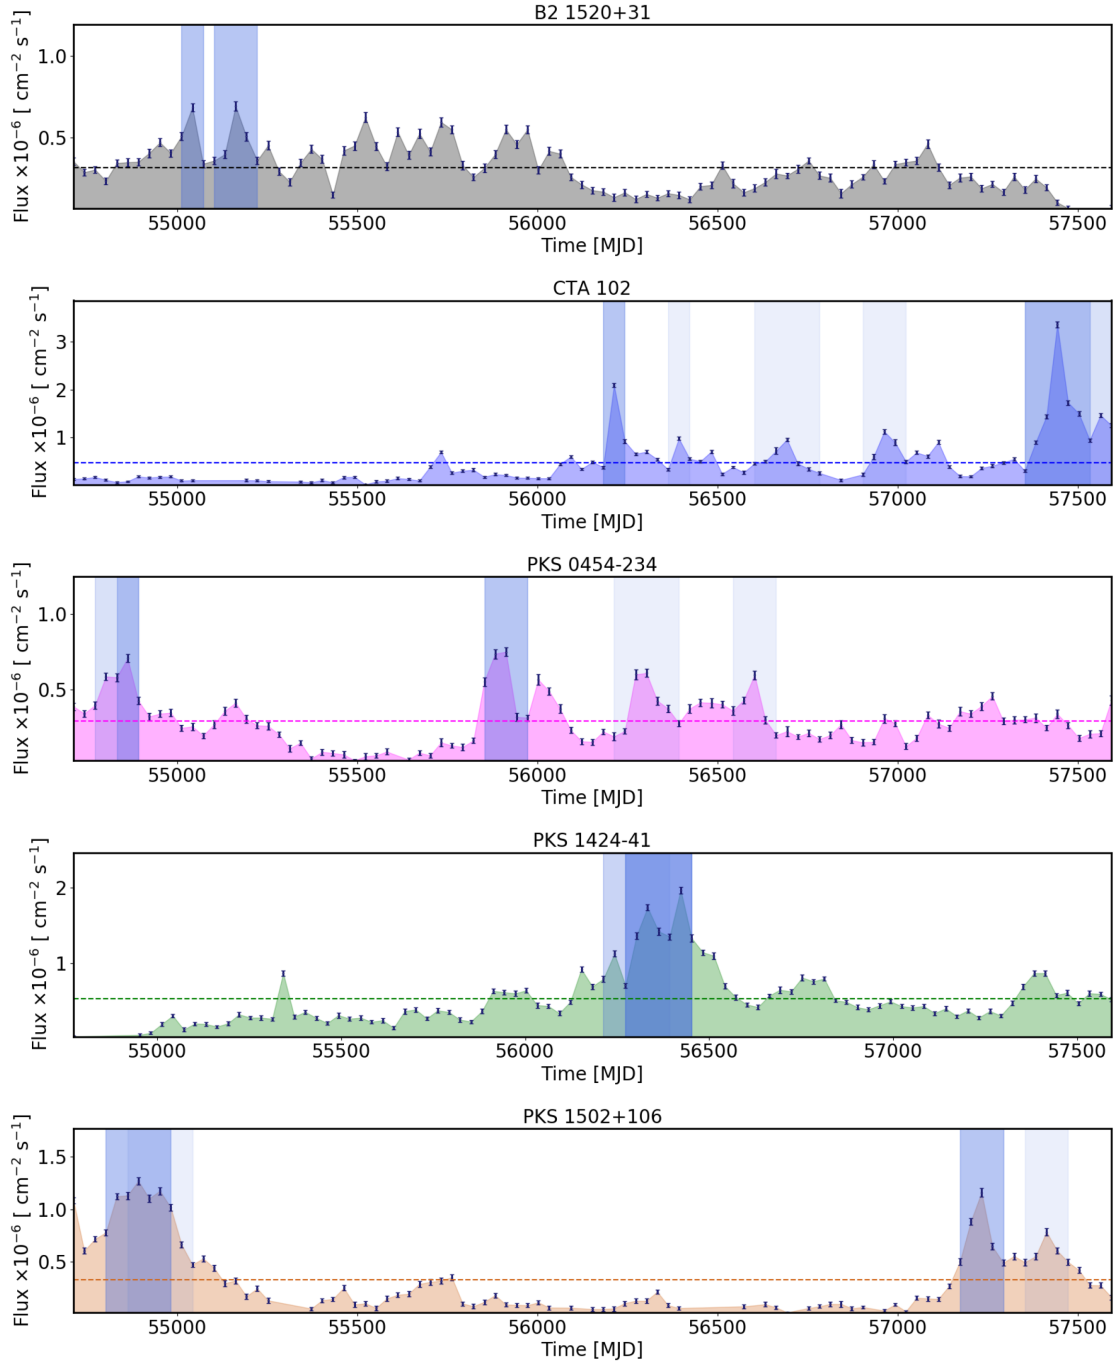 B2 1520+31
Flux ×10⁻⁶ [ cm⁻² s⁻¹]
1.0
0.5
55000 55500 56000 56500 57000 57500
Time [MJD]
CTA 102
Flux ×10⁻⁶ [ cm⁻² s⁻¹]
3
2
1
55000 55500 56000 56500 57000 57500
Time [MJD]
PKS 0454-234
Flux ×10⁻⁶ [ cm⁻² s⁻¹]
1.0
0.5
55000 55500 56000 56500 57000 57500
Time [MJD]
PKS 1424-41
Flux ×10⁻⁶ [ cm⁻² s⁻¹]
2
1
55000 55500 56000 56500 57000 57500
Time [MJD]
PKS 1502+106
Flux ×10⁻⁶ [ cm⁻² s⁻¹]
1.5
1.0
0.5
55000 55500 56000 56500 57000 57500
Time [MJD]